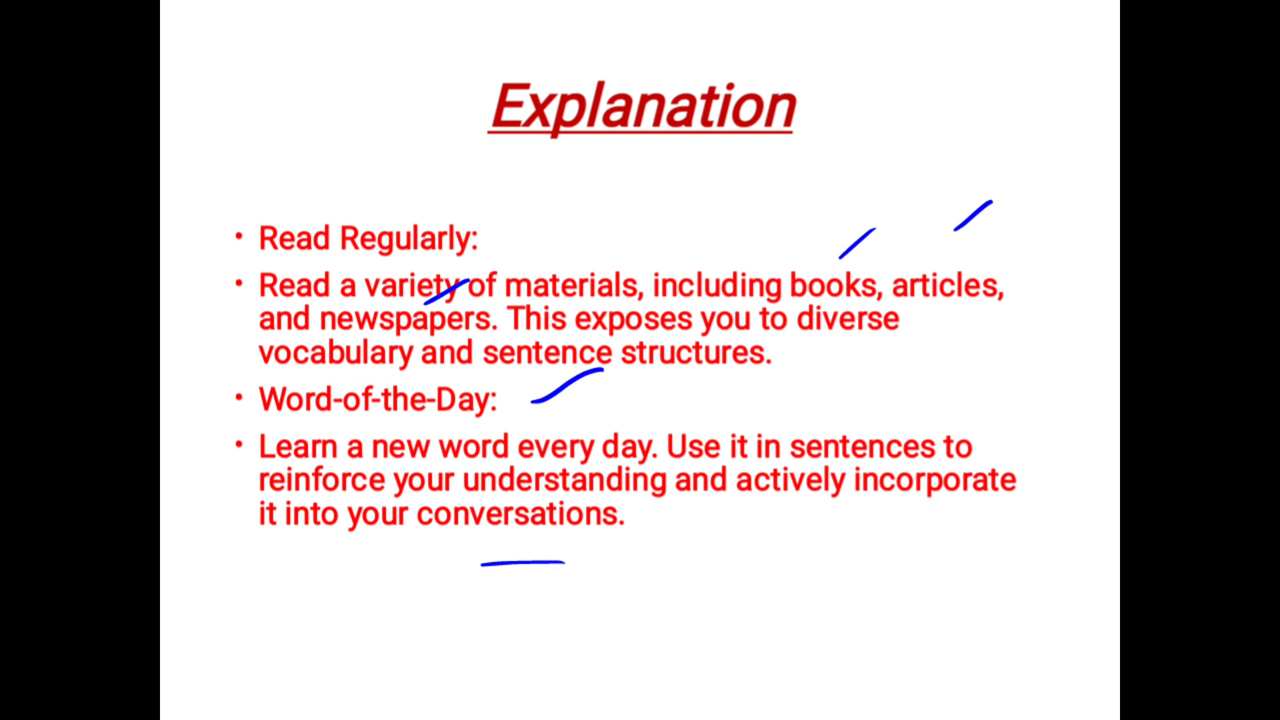 Explanation
• Read Regularly:
• Read a variety of materials, including books, articles,
and newspapers. This exposes you to diverse
vocabulary and sentence structures.
• Word-of-the-Day:
• Learn a new word every day. Use it in sentences to
reinforce your understanding and actively incorporate
it into your conversations.